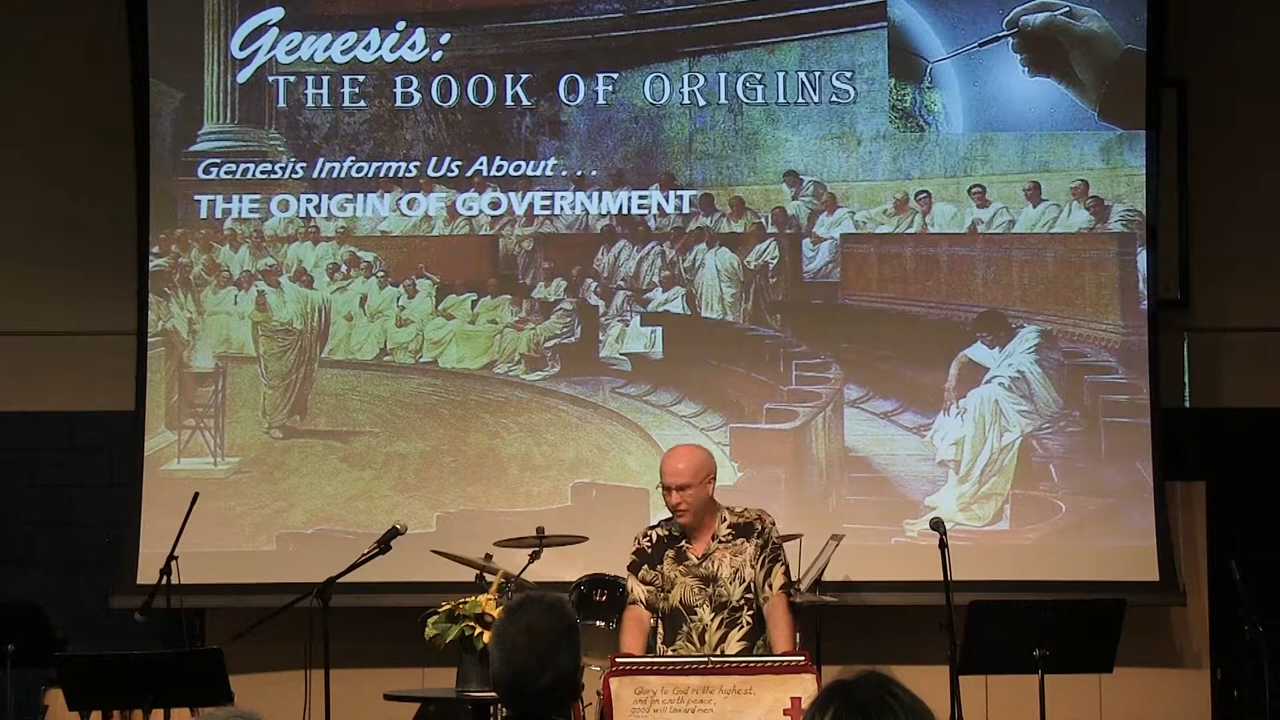 Genesis:
THE BOOK OF ORIGINS
Genesis Informs Us About...
THE ORIGIN OF GOVERNMENT
Glory to God in the highest,
and on earth peace,
good will toward men.